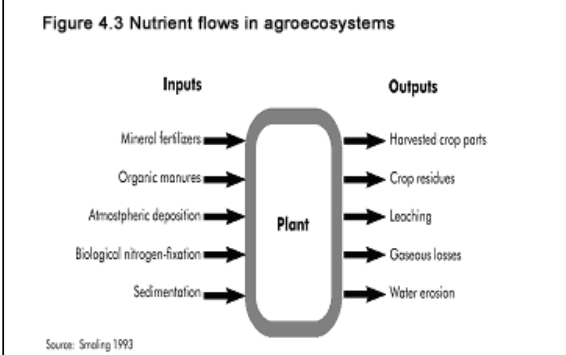 Figure 4.3 Nutrient flows in agroecosystems
Inputs
Outputs
Mineral fertilizers
Harvested crop parts
Organic manures
Crop residues
Atmostpheric deposition
Leaching
Plant
Biological nitrogen-fixation
Gaseous losses
Sedimentation
Water erosion
Source: Smaling 1993